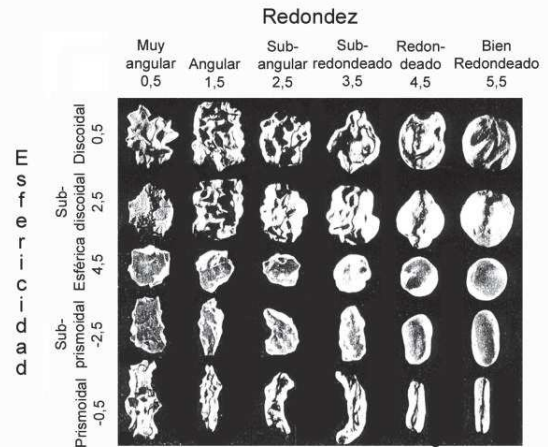 Redondez
Muy angular 0,5
Angular 1,5
Sub-angular 2,5
Sub-redondeado 3,5
Redon-deado 4,5
Bien Redondeado 5,5
Esfericidad
Discoidal 0,5
Sub-discoidal 2,5
Esférica 4,5
Sub-prismoidal -2,5
Prismoidal -0,5